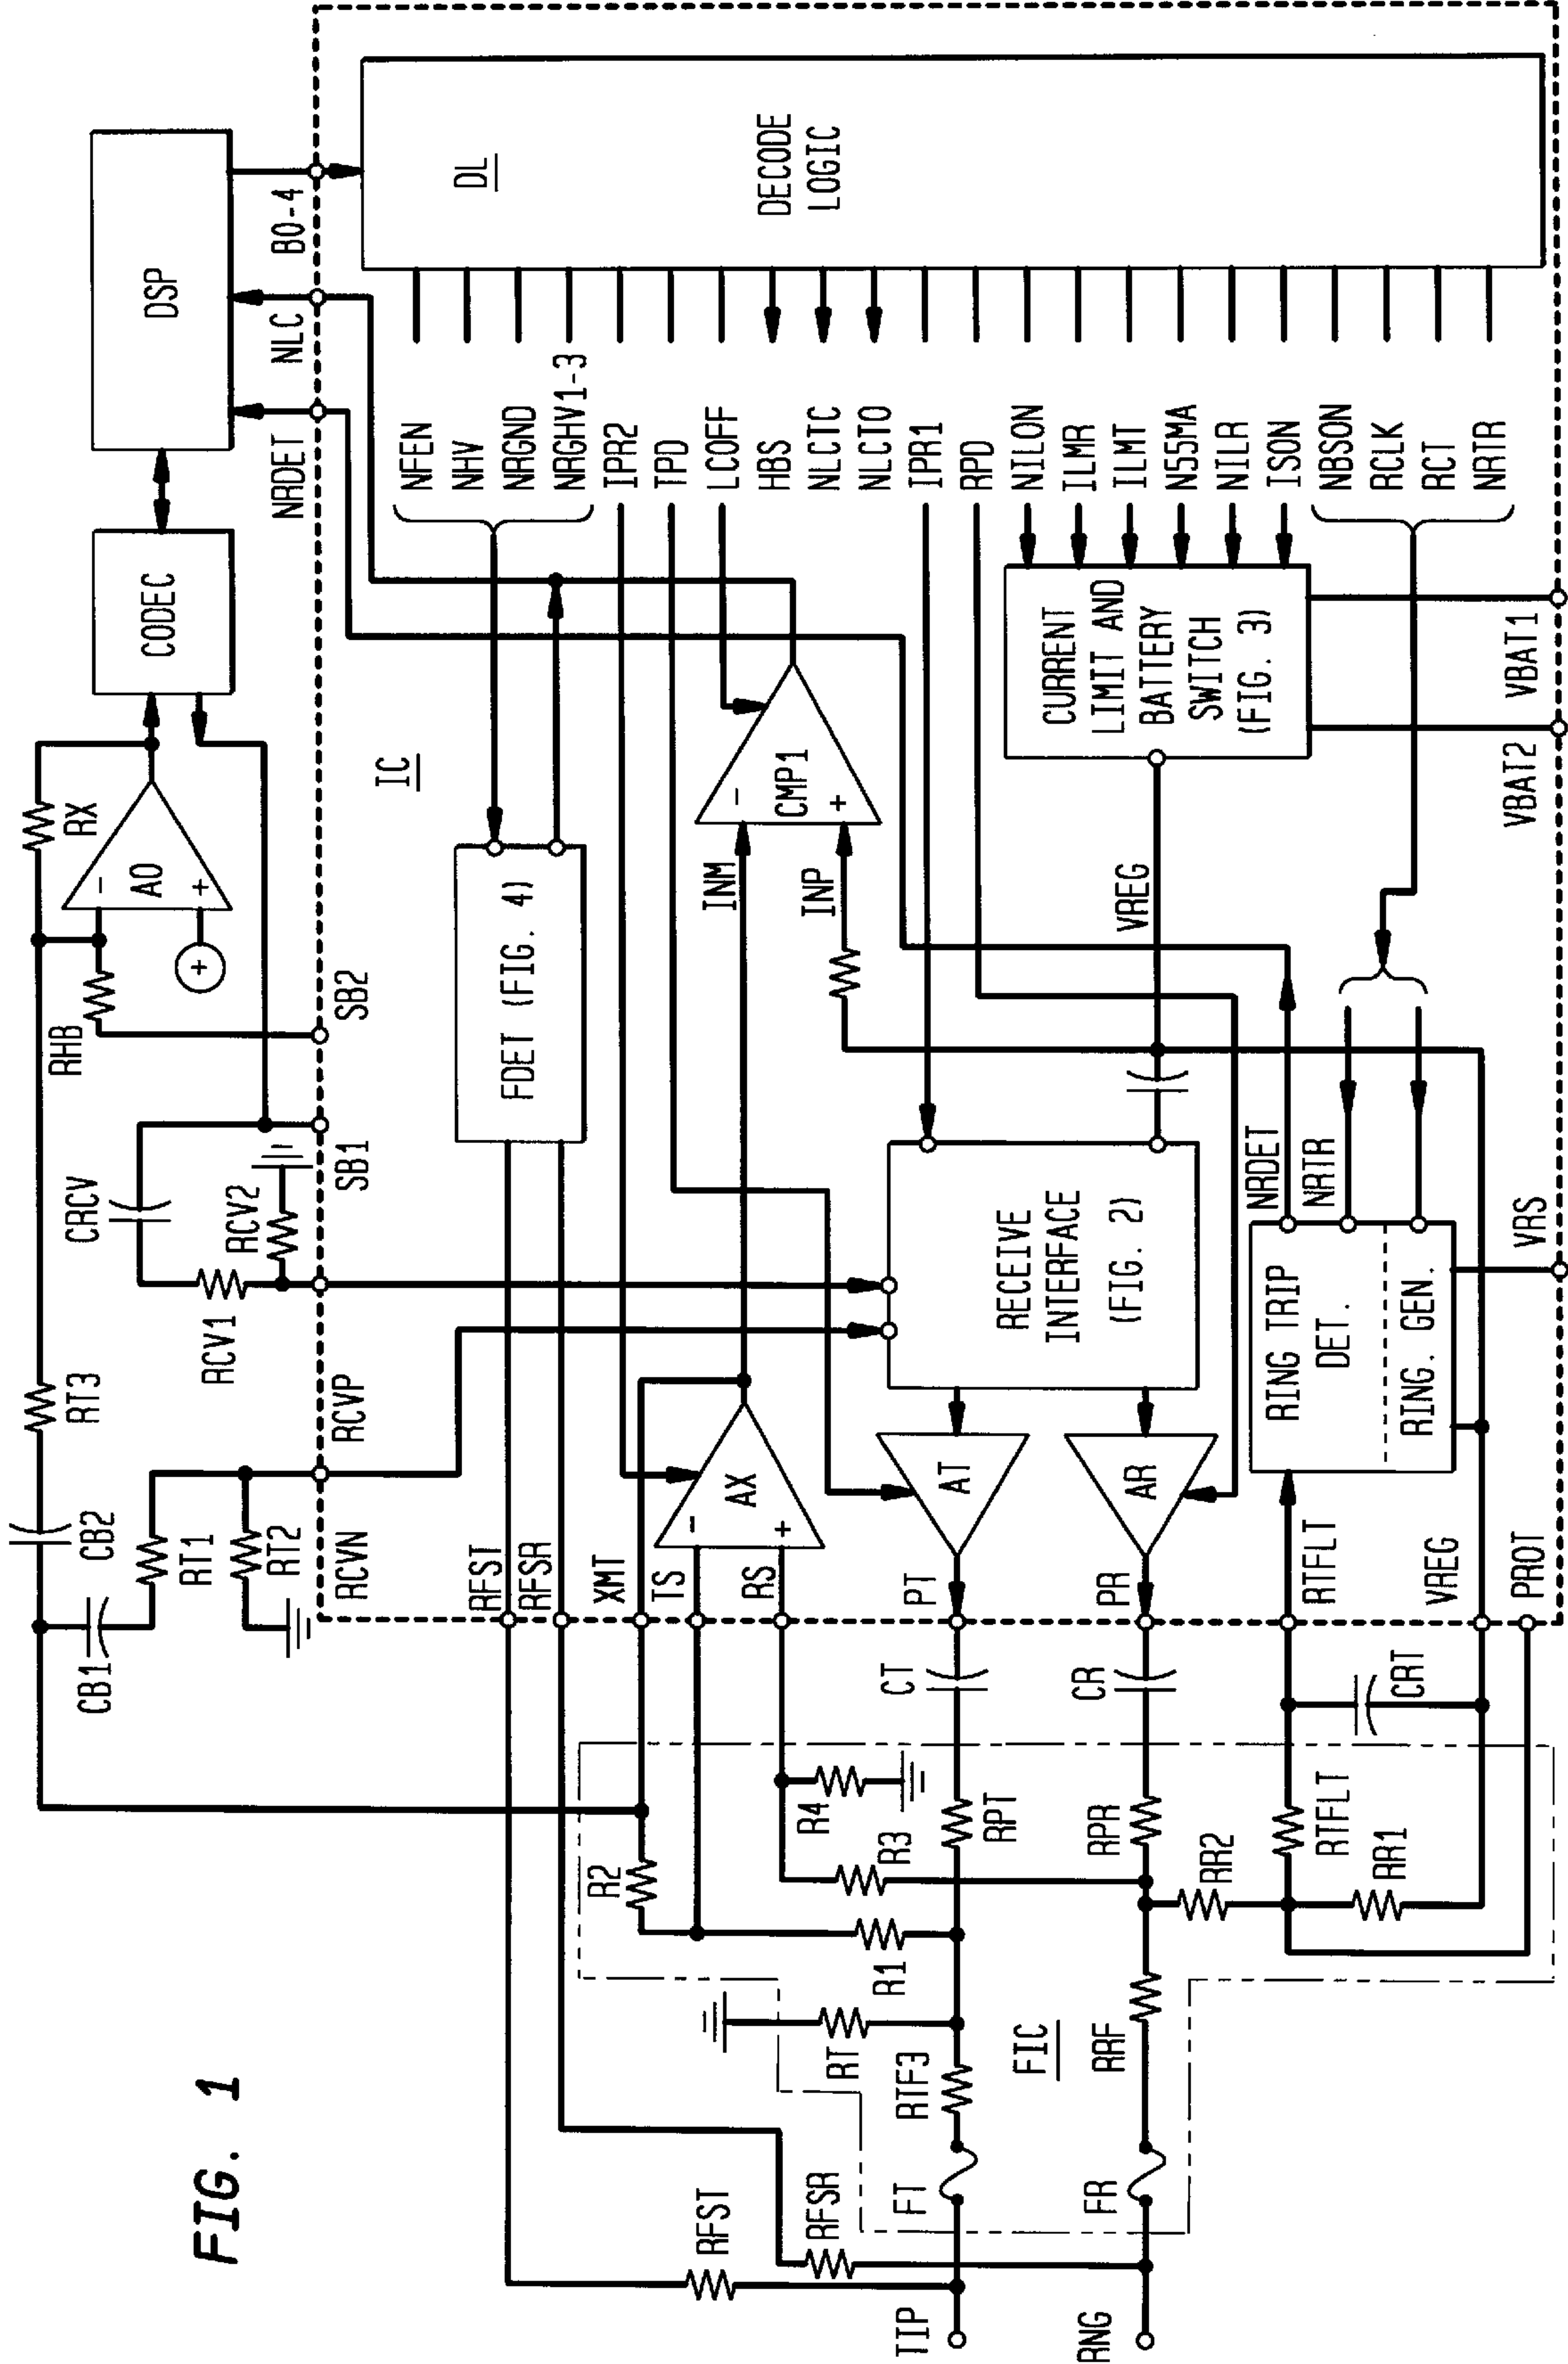 FIG. 1
TIP
RNG
RFST
RFSR
FT
FR
RTF3
RRF
FIC
RT
R1
R2
R3
R4
RPT
RPR
RR2
RR1
RTFLT
CT
CR
CRT
CB1
CB2
RT1
RT2
RT3
RCVN
RCVP
RCV1
RCV2
CRCV
SB1
SB2
RHB
RX
-
A0
+
+
CODEC
DSP
NRDET
NLC
B0-4
IC
RFST
RFSR
XMT
TS
RS
PT
PR
RTFLT
VREG
PROT
-
AX
+
AT
AR
FDET (FIG. 4)
RECEIVE
INTERFACE
(FIG. 2)
RING TRIP
DET.
RING. GEN.
NRDET
NRTR
VRS
INM
INP
VREG
-
CMP1
+
CURRENT
LIMIT AND
BATTERY
SWITCH
(FIG. 3)
VBAT2
VBAT1
NFEN
NHV
NRGND
NRGHV1-3
IPR2
TPD
LCOFF
HBS
NLCTC
NLCTO
IPR1
RPD
NILON
ILMR
ILMT
N55MA
NILR
ISON
NBSON
RCLK
RCT
NRTR
DL
DECODE
LOGIC